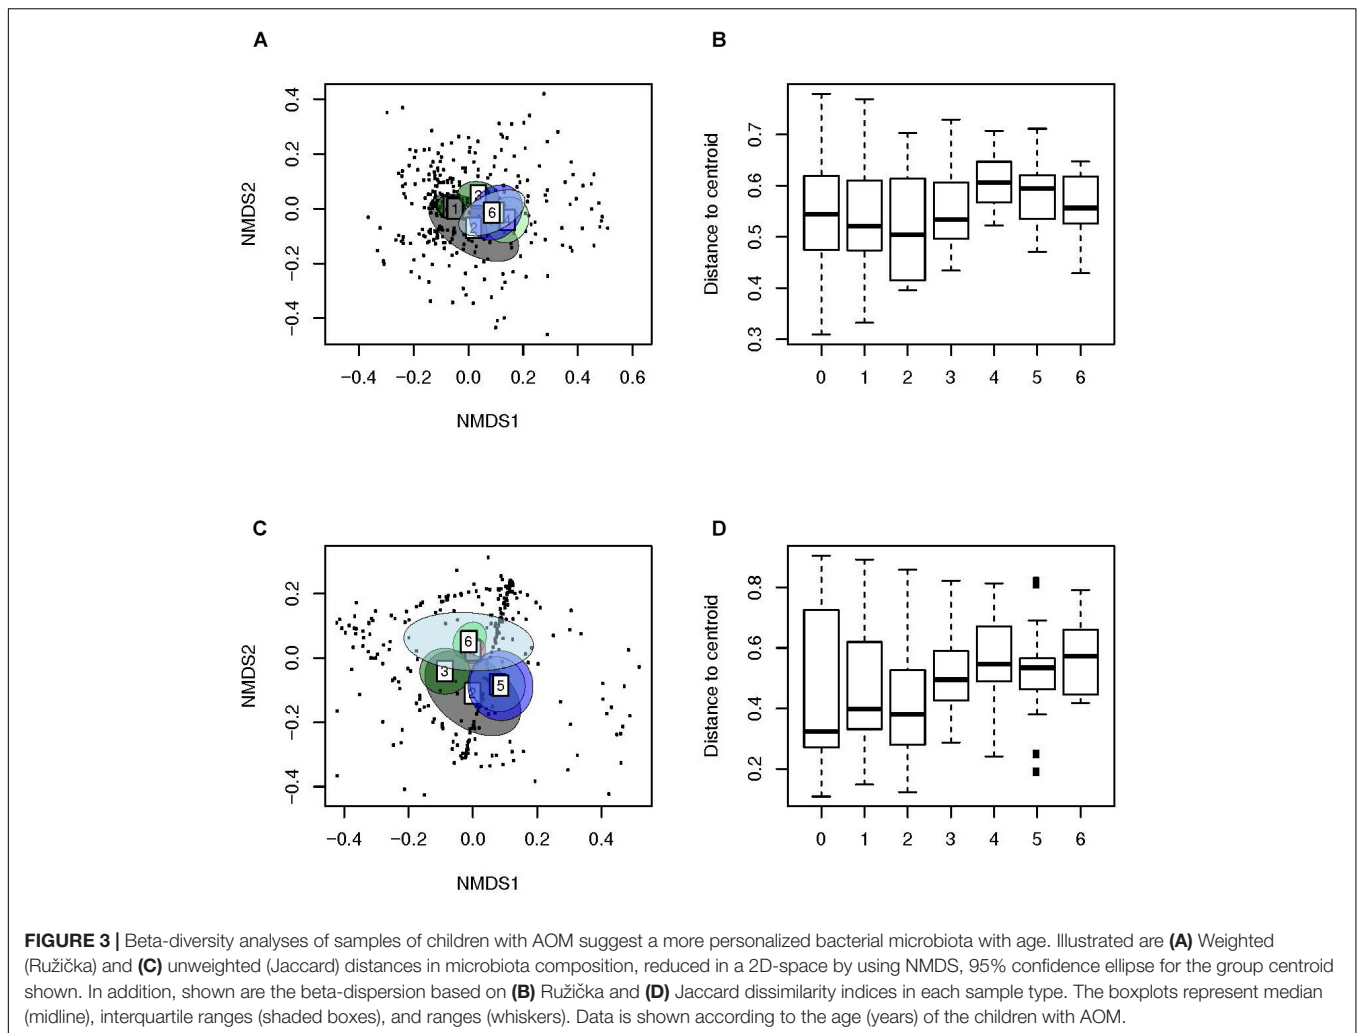 A
B
0.4
0.2
0.0
−0.2
−0.4
NMDS2
1
2
6
−0.4 −0.2 0.0 0.2 0.4 0.6
NMDS1
0.7
0.6
0.5
0.4
0.3
Distance to centroid
0 1 2 3 4 5 6
C
D
0.2
0.0
−0.2
−0.4
NMDS2
6
3
5
−0.4 −0.2 0.0 0.2 0.4
NMDS1
0.8
0.6
0.4
0.2
Distance to centroid
0 1 2 3 4 5 6
FIGURE 3 | Beta-diversity analyses of samples of children with AOM suggest a more personalized bacterial microbiota with age. Illustrated are (A) Weighted
(Ružička) and (C) unweighted (Jaccard) distances in microbiota composition, reduced in a 2D-space by using NMDS, 95% confidence ellipse for the group centroid
shown. In addition, shown are the beta-dispersion based on (B) Ružička and (D) Jaccard dissimilarity indices in each sample type. The boxplots represent median
(midline), interquartile ranges (shaded boxes), and ranges (whiskers). Data is shown according to the age (years) of the children with AOM.